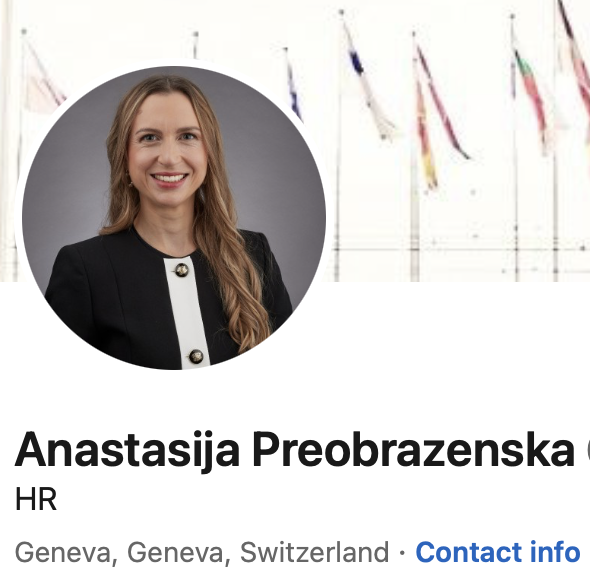 Anastasija Preobrazenska
HR
Geneva, Geneva, Switzerland · Contact info